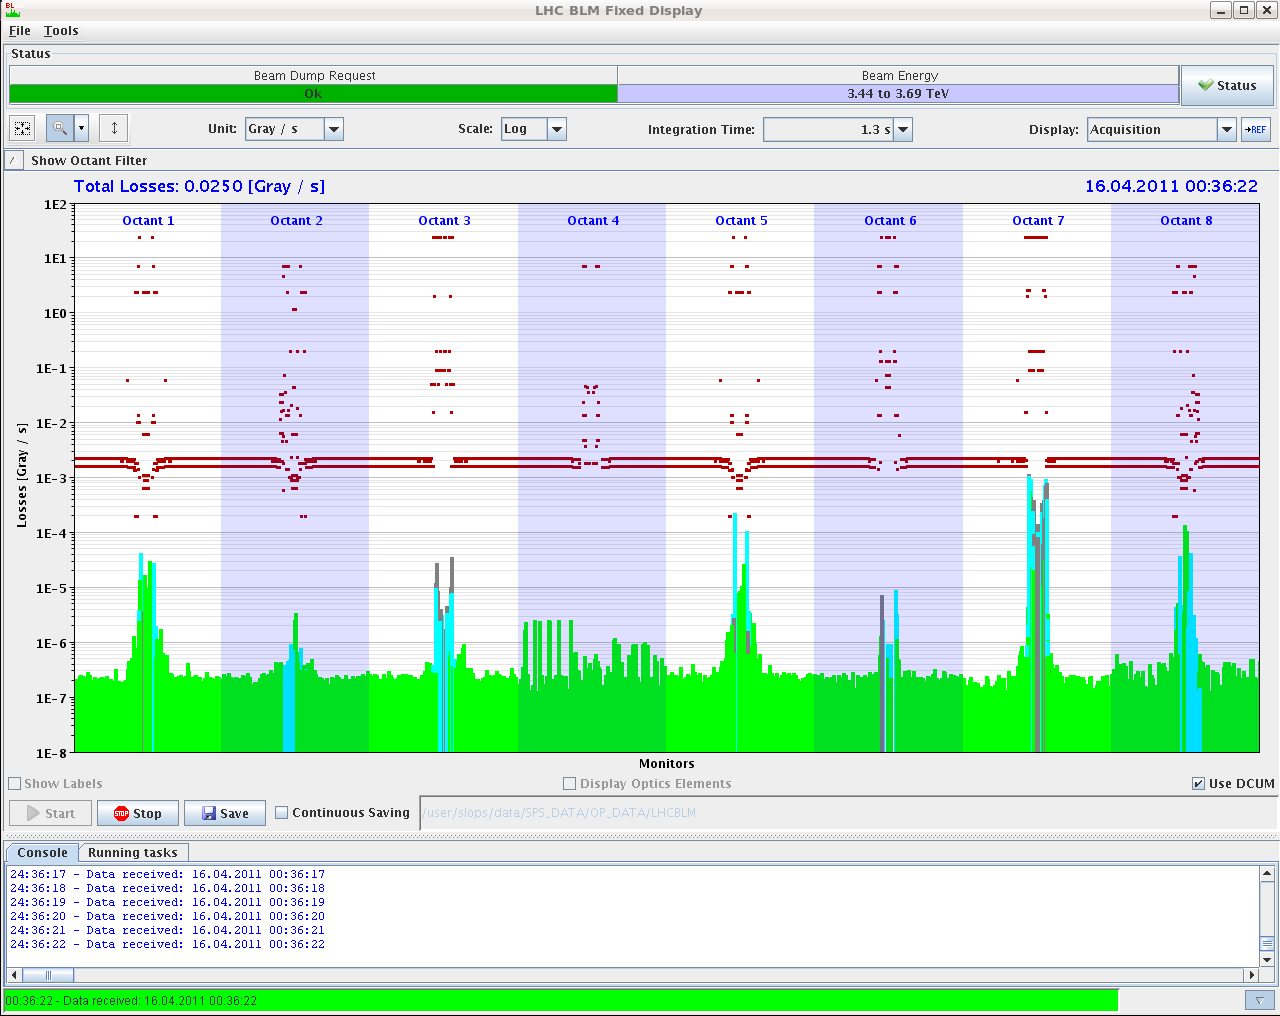 BL
LHC BLM Fixed Display
File Tools
Status
Beam Dump Request Beam Energy
Ok 3.44 to 3.69 TeV
Status
Unit: Gray / s Scale: Log Integration Time: 1.3 s Display: Acquisition REF
Show Octant Filter
Total Losses: 0.0250 [Gray / s] 16.04.2011 00:36:22
Octant 1 Octant 2 Octant 3 Octant 4 Octant 5 Octant 6 Octant 7 Octant 8
1E2
1E1
1E0
1E-1
1E-2
1E-3
1E-4
1E-5
1E-6
1E-7
1E-8
Losses [Gray / s]
Monitors
Show Labels Display Optics Elements Use DCUM
Start STOP Stop Save Continuous Saving /user/slops/data/SPS_DATA/OP_DATA/LHCBLM
Console Running tasks
24:36:17 - Data received: 16.04.2011 00:36:17
24:36:18 - Data received: 16.04.2011 00:36:18
24:36:19 - Data received: 16.04.2011 00:36:19
24:36:20 - Data received: 16.04.2011 00:36:20
24:36:21 - Data received: 16.04.2011 00:36:21
24:36:22 - Data received: 16.04.2011 00:36:22
00:36:22 - Data received: 16.04.2011 00:36:22